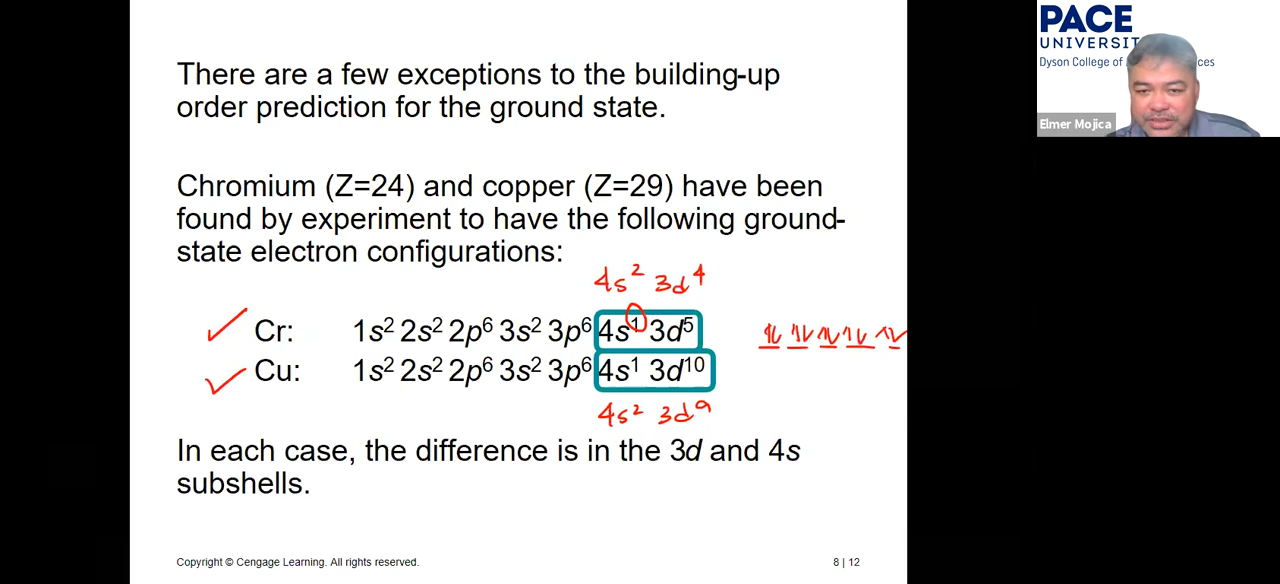 There are a few exceptions to the building-up
order prediction for the ground state.
Chromium (Z=24) and copper (Z=29) have been
found by experiment to have the following ground-
state electron configurations:
4s² 3d⁴
Cr: 1s² 2s² 2p⁶ 3s² 3p⁶ 4s¹ 3d⁵
Cu: 1s² 2s² 2p⁶ 3s² 3p⁶ 4s¹ 3d¹⁰
4s² 3d⁹
In each case, the difference is in the 3d and 4s
subshells.
Copyright © Cengage Learning. All rights reserved.
8 | 12
PACE
UNIVERSIT
Dyson College of ces
Elmer Mojica